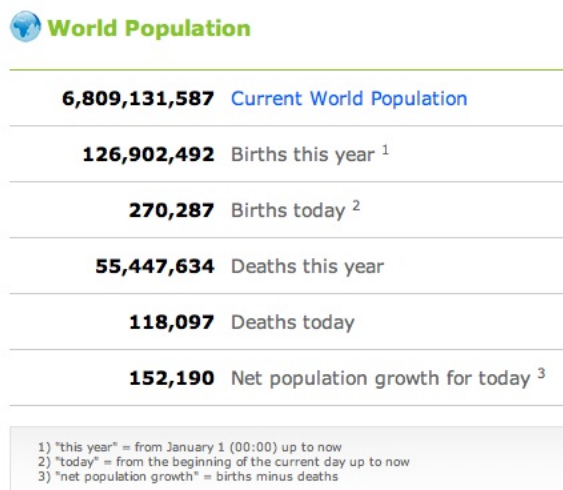 World Population
6,809,131,587 Current World Population
126,902,492 Births this year 1
270,287 Births today 2
55,447,634 Deaths this year
118,097 Deaths today
152,190 Net population growth for today 3
1) "this year" = from January 1 (00:00) up to now
2) "today" = from the beginning of the current day up to now
3) "net population growth" = births minus deaths